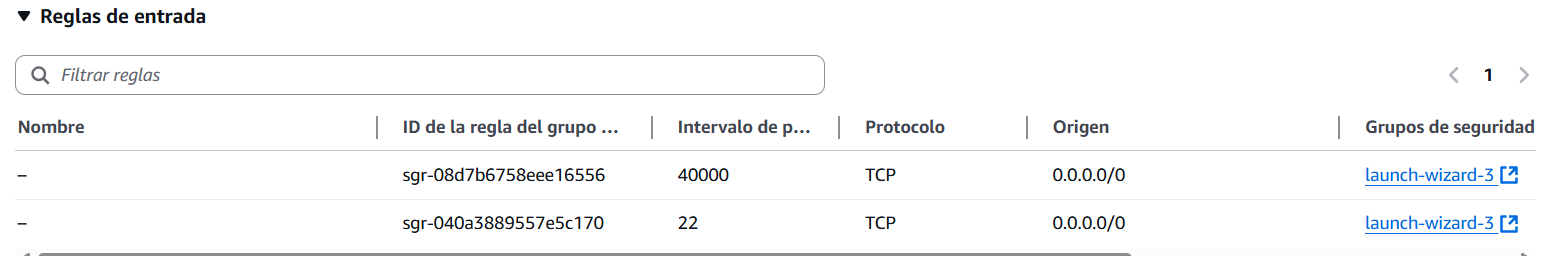 Reglas de entrada
Filtrar reglas
1
Nombre ID de la regla del grupo ... Intervalo de p... Protocolo Origen Grupos de seguridad
– sgr-08d7b6758eee16556 40000 TCP 0.0.0.0/0 launch-wizard-3
– sgr-040a3889557e5c170 22 TCP 0.0.0.0/0 launch-wizard-3